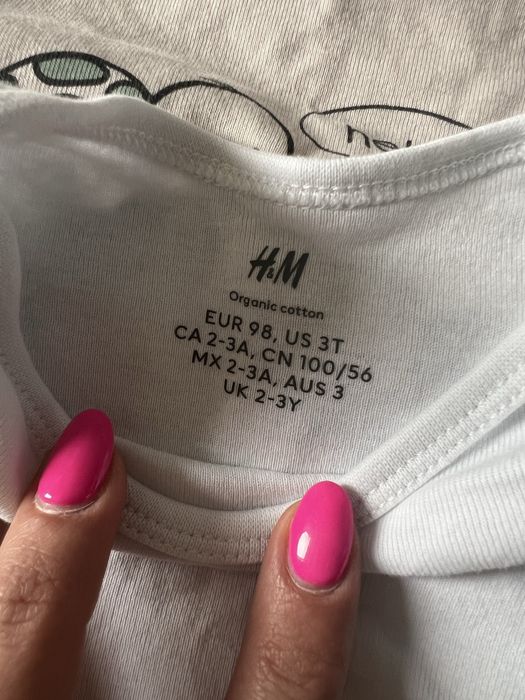 H&M
Organic cotton
EUR 98, US 3T
CA 2-3A, CN 100/56
MX 2-3A, AUS 3
UK 2-3Y